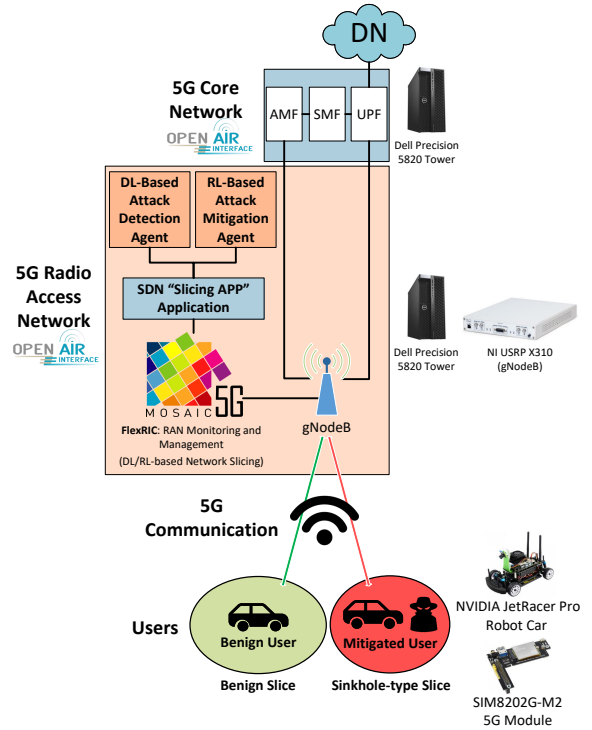 DN
5G Core
Network
OPEN AIR
INTERFACE
AMF
SMF
UPF
Dell Precision
5820 Tower
DL-Based
Attack
Detection
Agent
RL-Based
Attack
Mitigation
Agent
5G Radio
Access
Network
OPEN AIR
INTERFACE
SDN “Slicing APP”
Application
MOSAIC
5G
FlexRIC: RAN Monitoring and
Management
(DL/RL-based Network Slicing)
gNodeB
Dell Precision
5820 Tower
NI USRP X310
(gNodeB)
5G
Communication
Users
Benign User
Mitigated User
Benign Slice
Sinkhole-type Slice
NVIDIA JetRacer Pro
Robot Car
SIM8202G-M2
5G Module